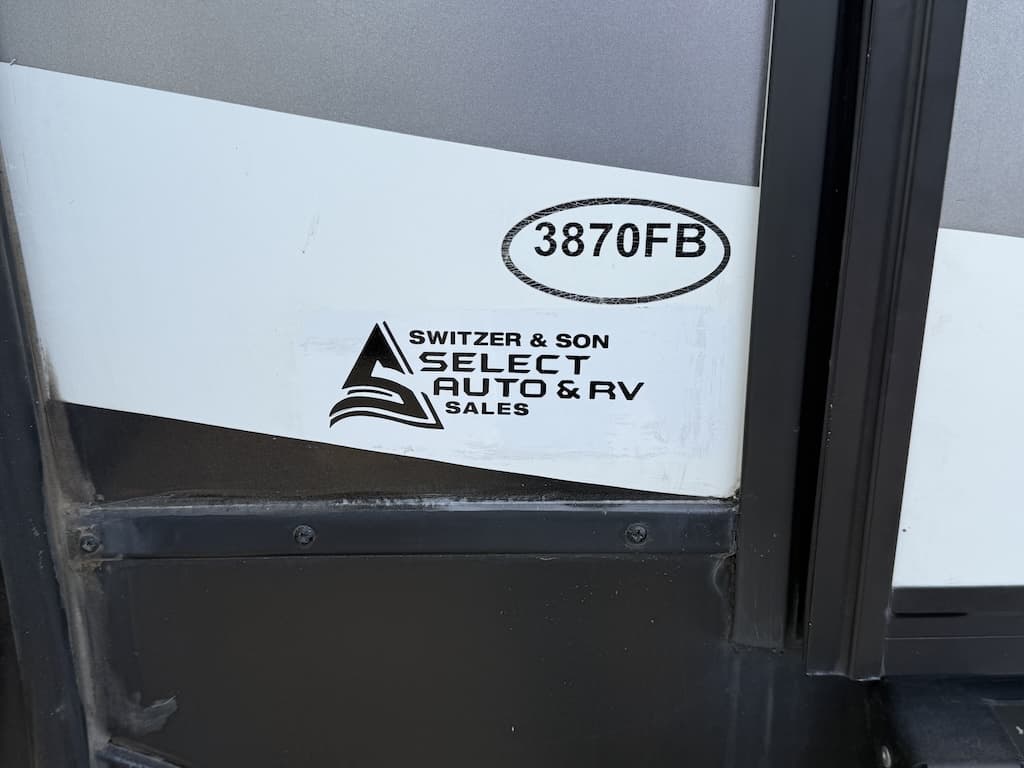 3870FB
SWITZER & SON
SELECT
AUTO & RV
SALES